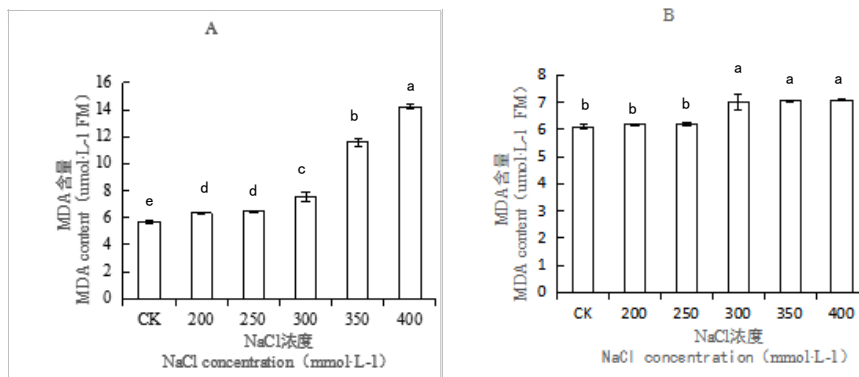 A
MDA含量
MDA content（umol·L-1 FM）
16
14
12
10
8
6
4
2
0
e
d
d
c
b
a
CK 200 250 300 350 400
NaCl浓度
NaCl concentration（mmol·L-1）
B
MDA含量
MDA content（umol·L-1 FM）
8
7
6
5
4
3
2
1
0
b
b
b
a
a
a
CK 200 250 300 350 400
NaCl浓度
NaCl concentration（mmol·L-1）